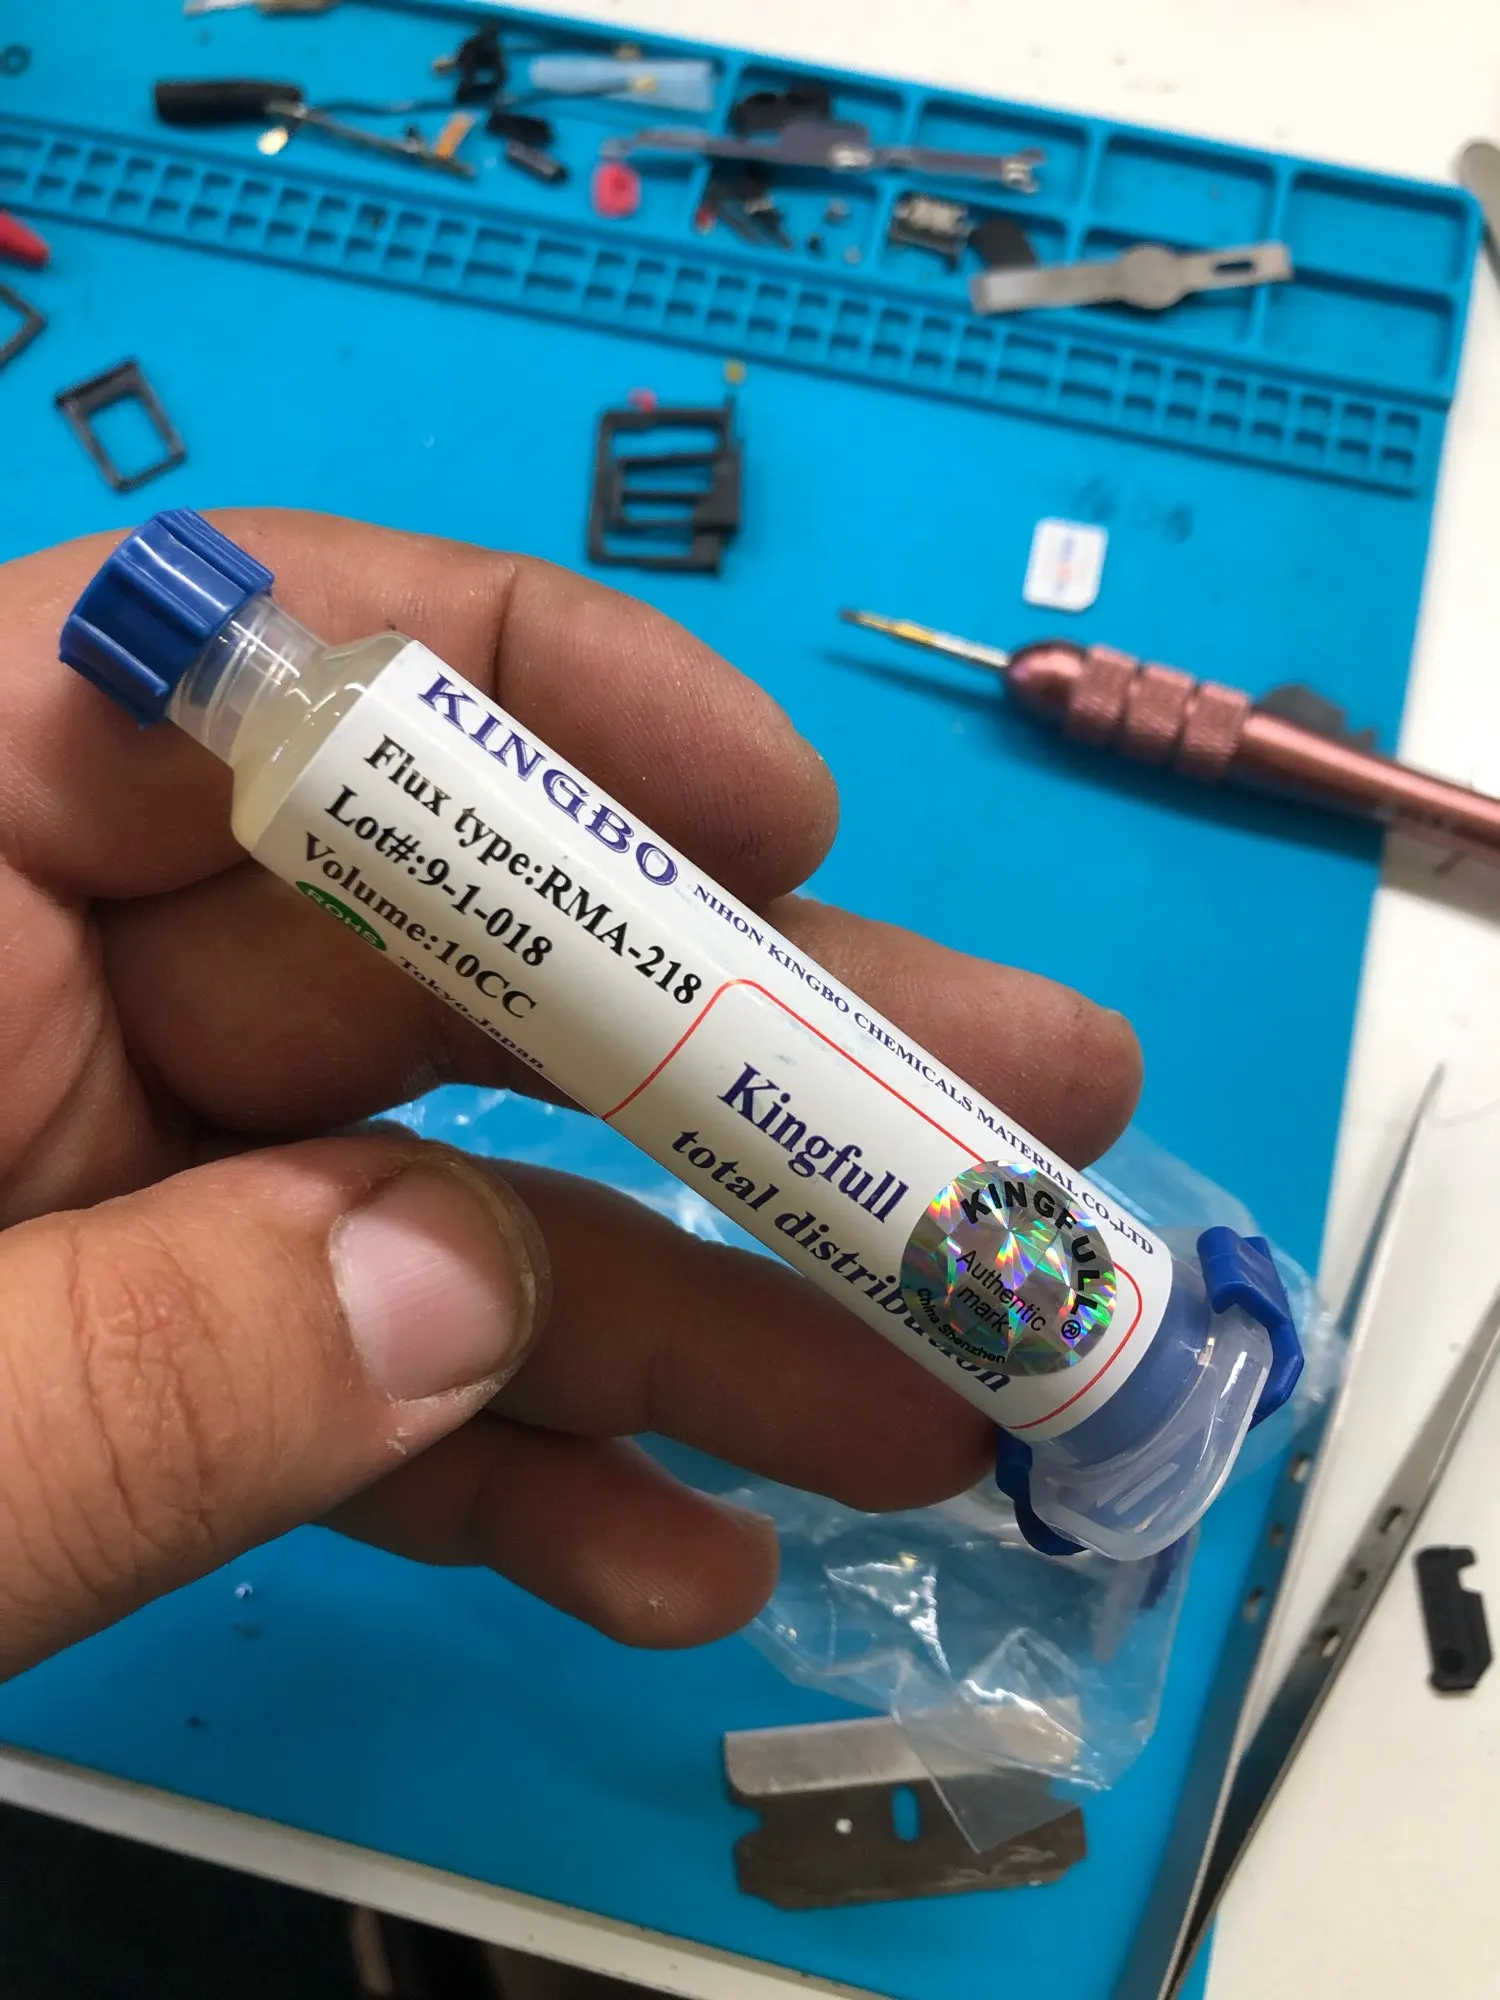 KINGBO
NIHON KINGBO CHEMICALS MATERIAL CO.,LTD
Flux type:RMA-218
Lot#:9-1-018
Volume:10CC
ROHS
Tokyo,Japan
Kingfull
total distribution
KINGFULL®
Authentic
mark.
China Shenzhen